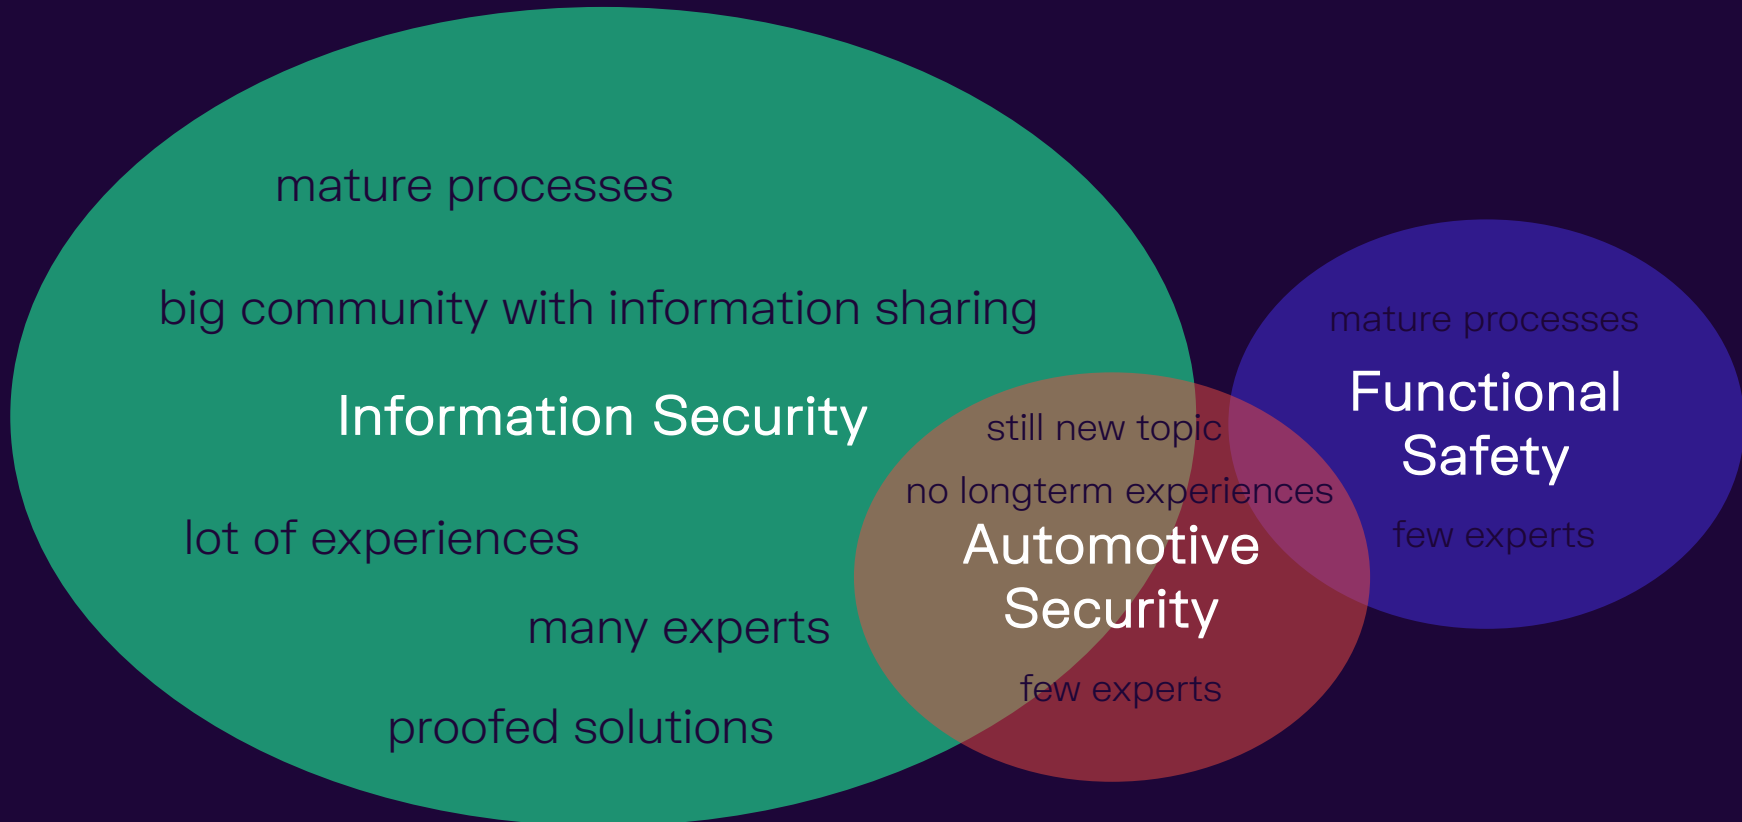 mature processes
big community with information sharing
Information Security
lot of experiences
many experts
proofed solutions
still new topic
no longterm experiences
Automotive
Security
few experts
mature processes
Functional
Safety
few experts